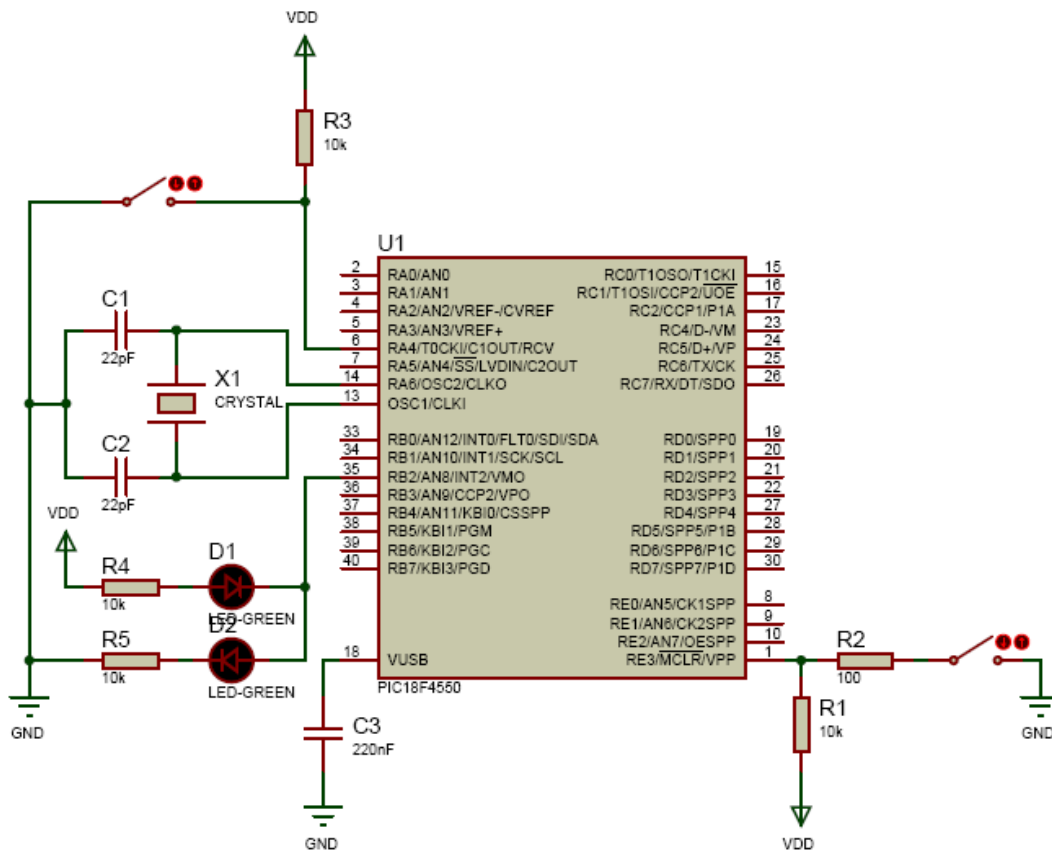 VDD
R3
10k
U1
C1
22pF
X1
CRYSTAL
C2
22pF
VDD
R4
10k
D1
LED-GREEN
R5
10k
D2
LED-GREEN
GND
2 RA0/AN0
3 RA1/AN1
4 RA2/AN2/VREF-/CVREF
5 RA3/AN3/VREF+
6 RA4/T0CKI/C1OUT/RCV
7 RA5/AN4/SS/LVDIN/C2OUT
14 RA6/OSC2/CLKO
13 OSC1/CLKI
33 RB0/AN12/INT0/FLT0/SDI/SDA
34 RB1/AN10/INT1/SCK/SCL
35 RB2/AN8/INT2/VMO
36 RB3/AN9/CCP2/VPO
37 RB4/AN11/KBI0/CSSPP
38 RB5/KBI1/PGM
39 RB6/KBI2/PGC
40 RB7/KBI3/PGD
18 VUSB
RC0/T1OSO/T1CKI 15
RC1/T1OSI/CCP2/UOE 16
RC2/CCP1/P1A 17
RC4/D-/VM 23
RC5/D+/VP 24
RC6/TX/CK 25
RC7/RX/DT/SDO 26
RD0/SPP0 19
RD1/SPP1 20
RD2/SPP2 21
RD3/SPP3 22
RD4/SPP4 27
RD5/SPP5/P1B 28
RD6/SPP6/P1C 29
RD7/SPP7/P1D 30
RE0/AN5/CK1SPP 8
RE1/AN6/CK2SPP 9
RE2/AN7/OESPP 10
RE3/MCLR/VPP 1
PIC18F4550
C3
220nF
GND
R2
100
R1
10k
VDD
GND